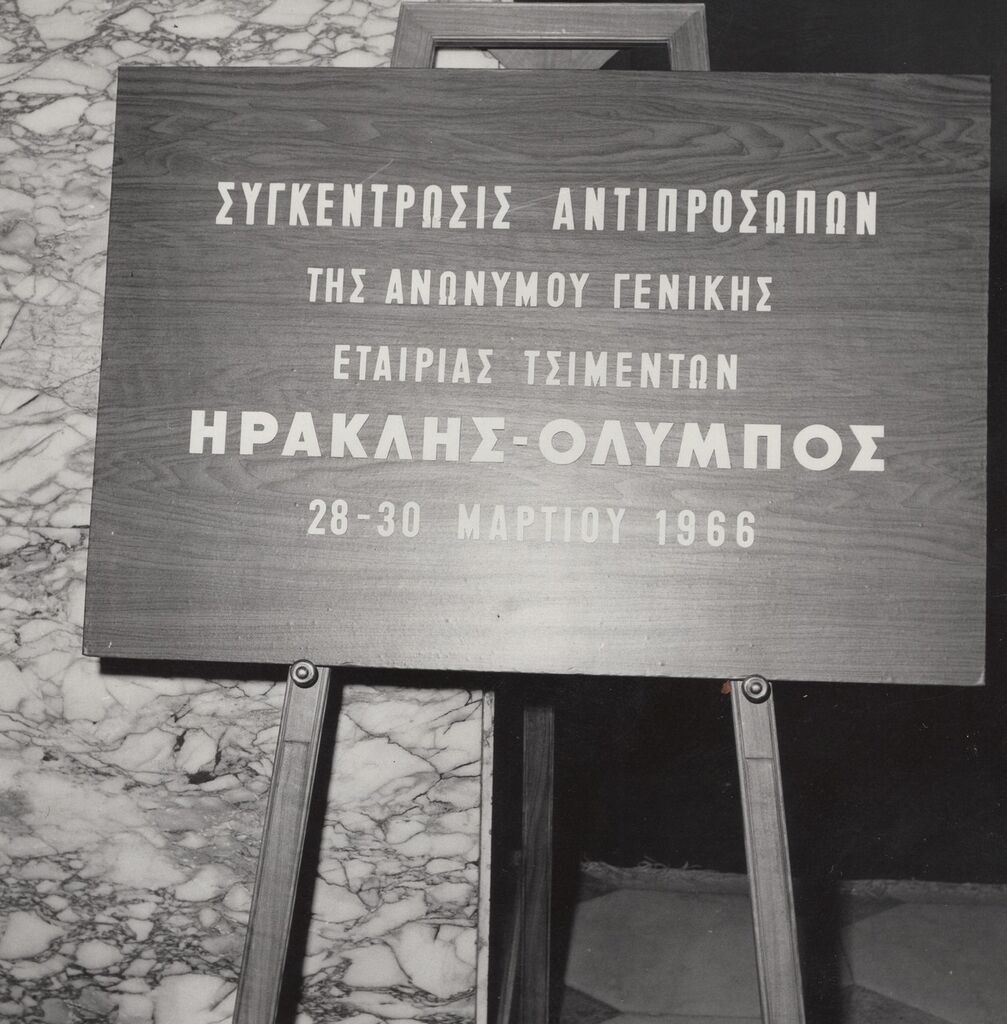 ΣΥΓΚΕΝΤΡΩΣΙΣ ΑΝΤΙΠΡΟΣΩΠΩΝ
ΤΗΣ ΑΝΩΝΥΜΟΥ ΓΕΝΙΚΗΣ
ΕΤΑΙΡΙΑΣ ΤΣΙΜΕΝΤΩΝ
ΗΡΑΚΛΗΣ-ΟΛΥΜΠΟΣ
28-30 ΜΑΡΤΙΟΥ 1966